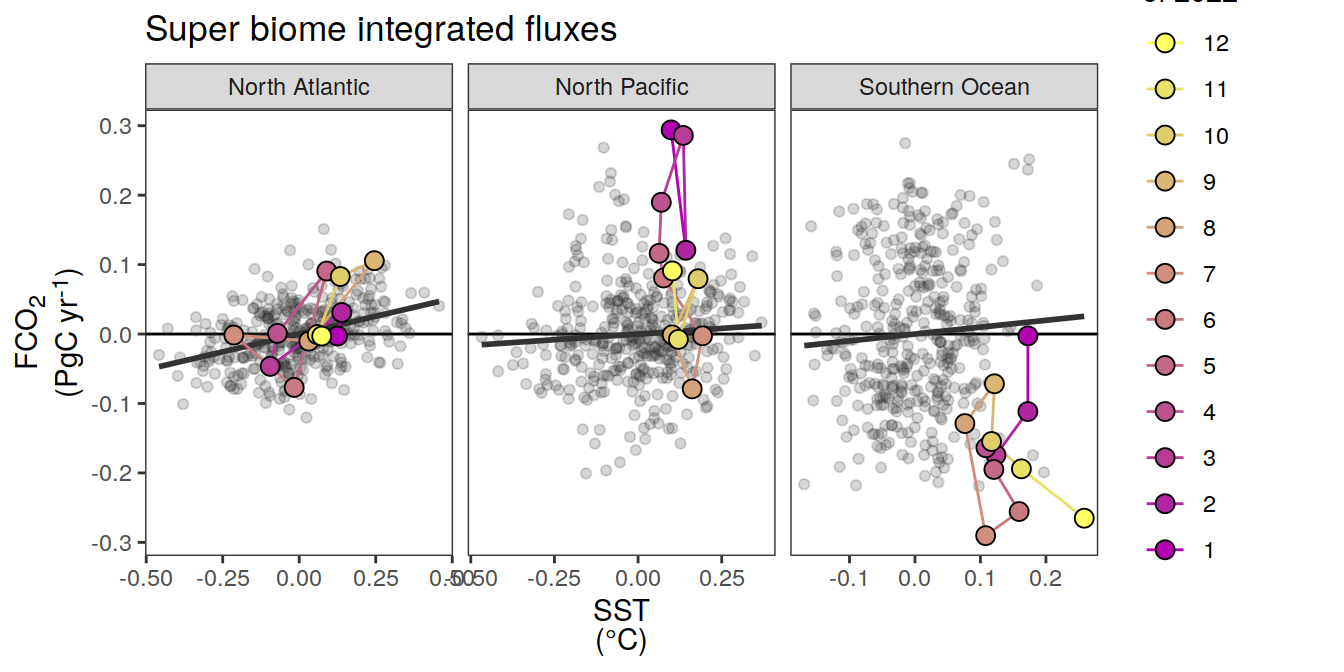 Super biome integrated fluxes
North Atlantic
North Pacific
Southern Ocean
0.3
0.2
0.1
0.0
-0.1
-0.2
-0.3
FCO2
(PgC yr-1)
-0.50 -0.25 0.00 0.25 0.50
-0.50 -0.25 0.00 0.25
-0.1 0.0 0.1 0.2
SST
(°C)
12
11
10
9
8
7
6
5
4
3
2
1